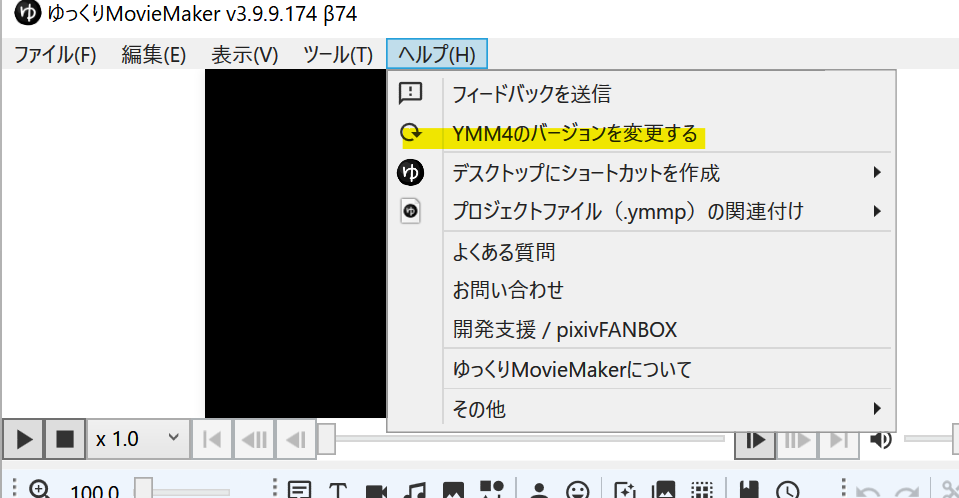 ゆ ゆっくりMovieMaker v3.9.9.174 β74
ファイル(F) 編集(E) 表示(V) ツール(T) ヘルプ(H)
フィードバックを送信
YMM4のバージョンを変更する
ゆ デスクトップにショートカットを作成
ゆ プロジェクトファイル（.ymmp）の関連付け
よくある質問
お問い合わせ
開発支援 / pixivFANBOX
ゆっくりMovieMakerについて
その他
x 1.0
100.0